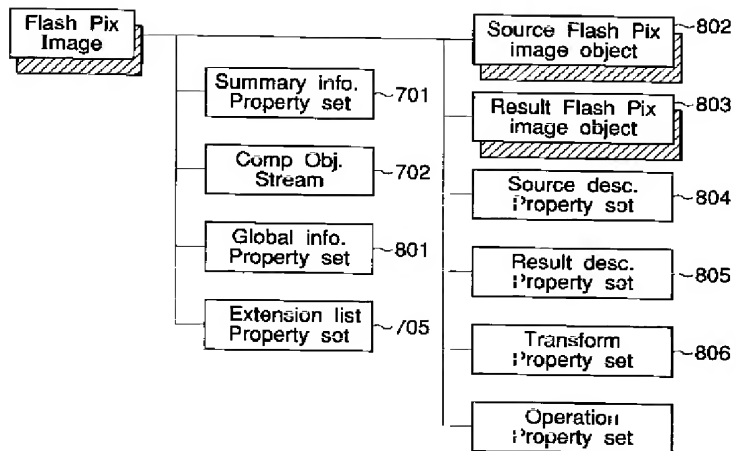 Flash Pix
Image
Summary info.
Property set
701
Comp Obj.
Stream
702
Global info.
Property set
801
Extension list
Property set
705
Source Flash Pix
image object
802
Result Flash Pix
image object
803
Source desc.
Property set
804
Result desc.
Property set
805
Transform
Property set
806
Operation
Property set